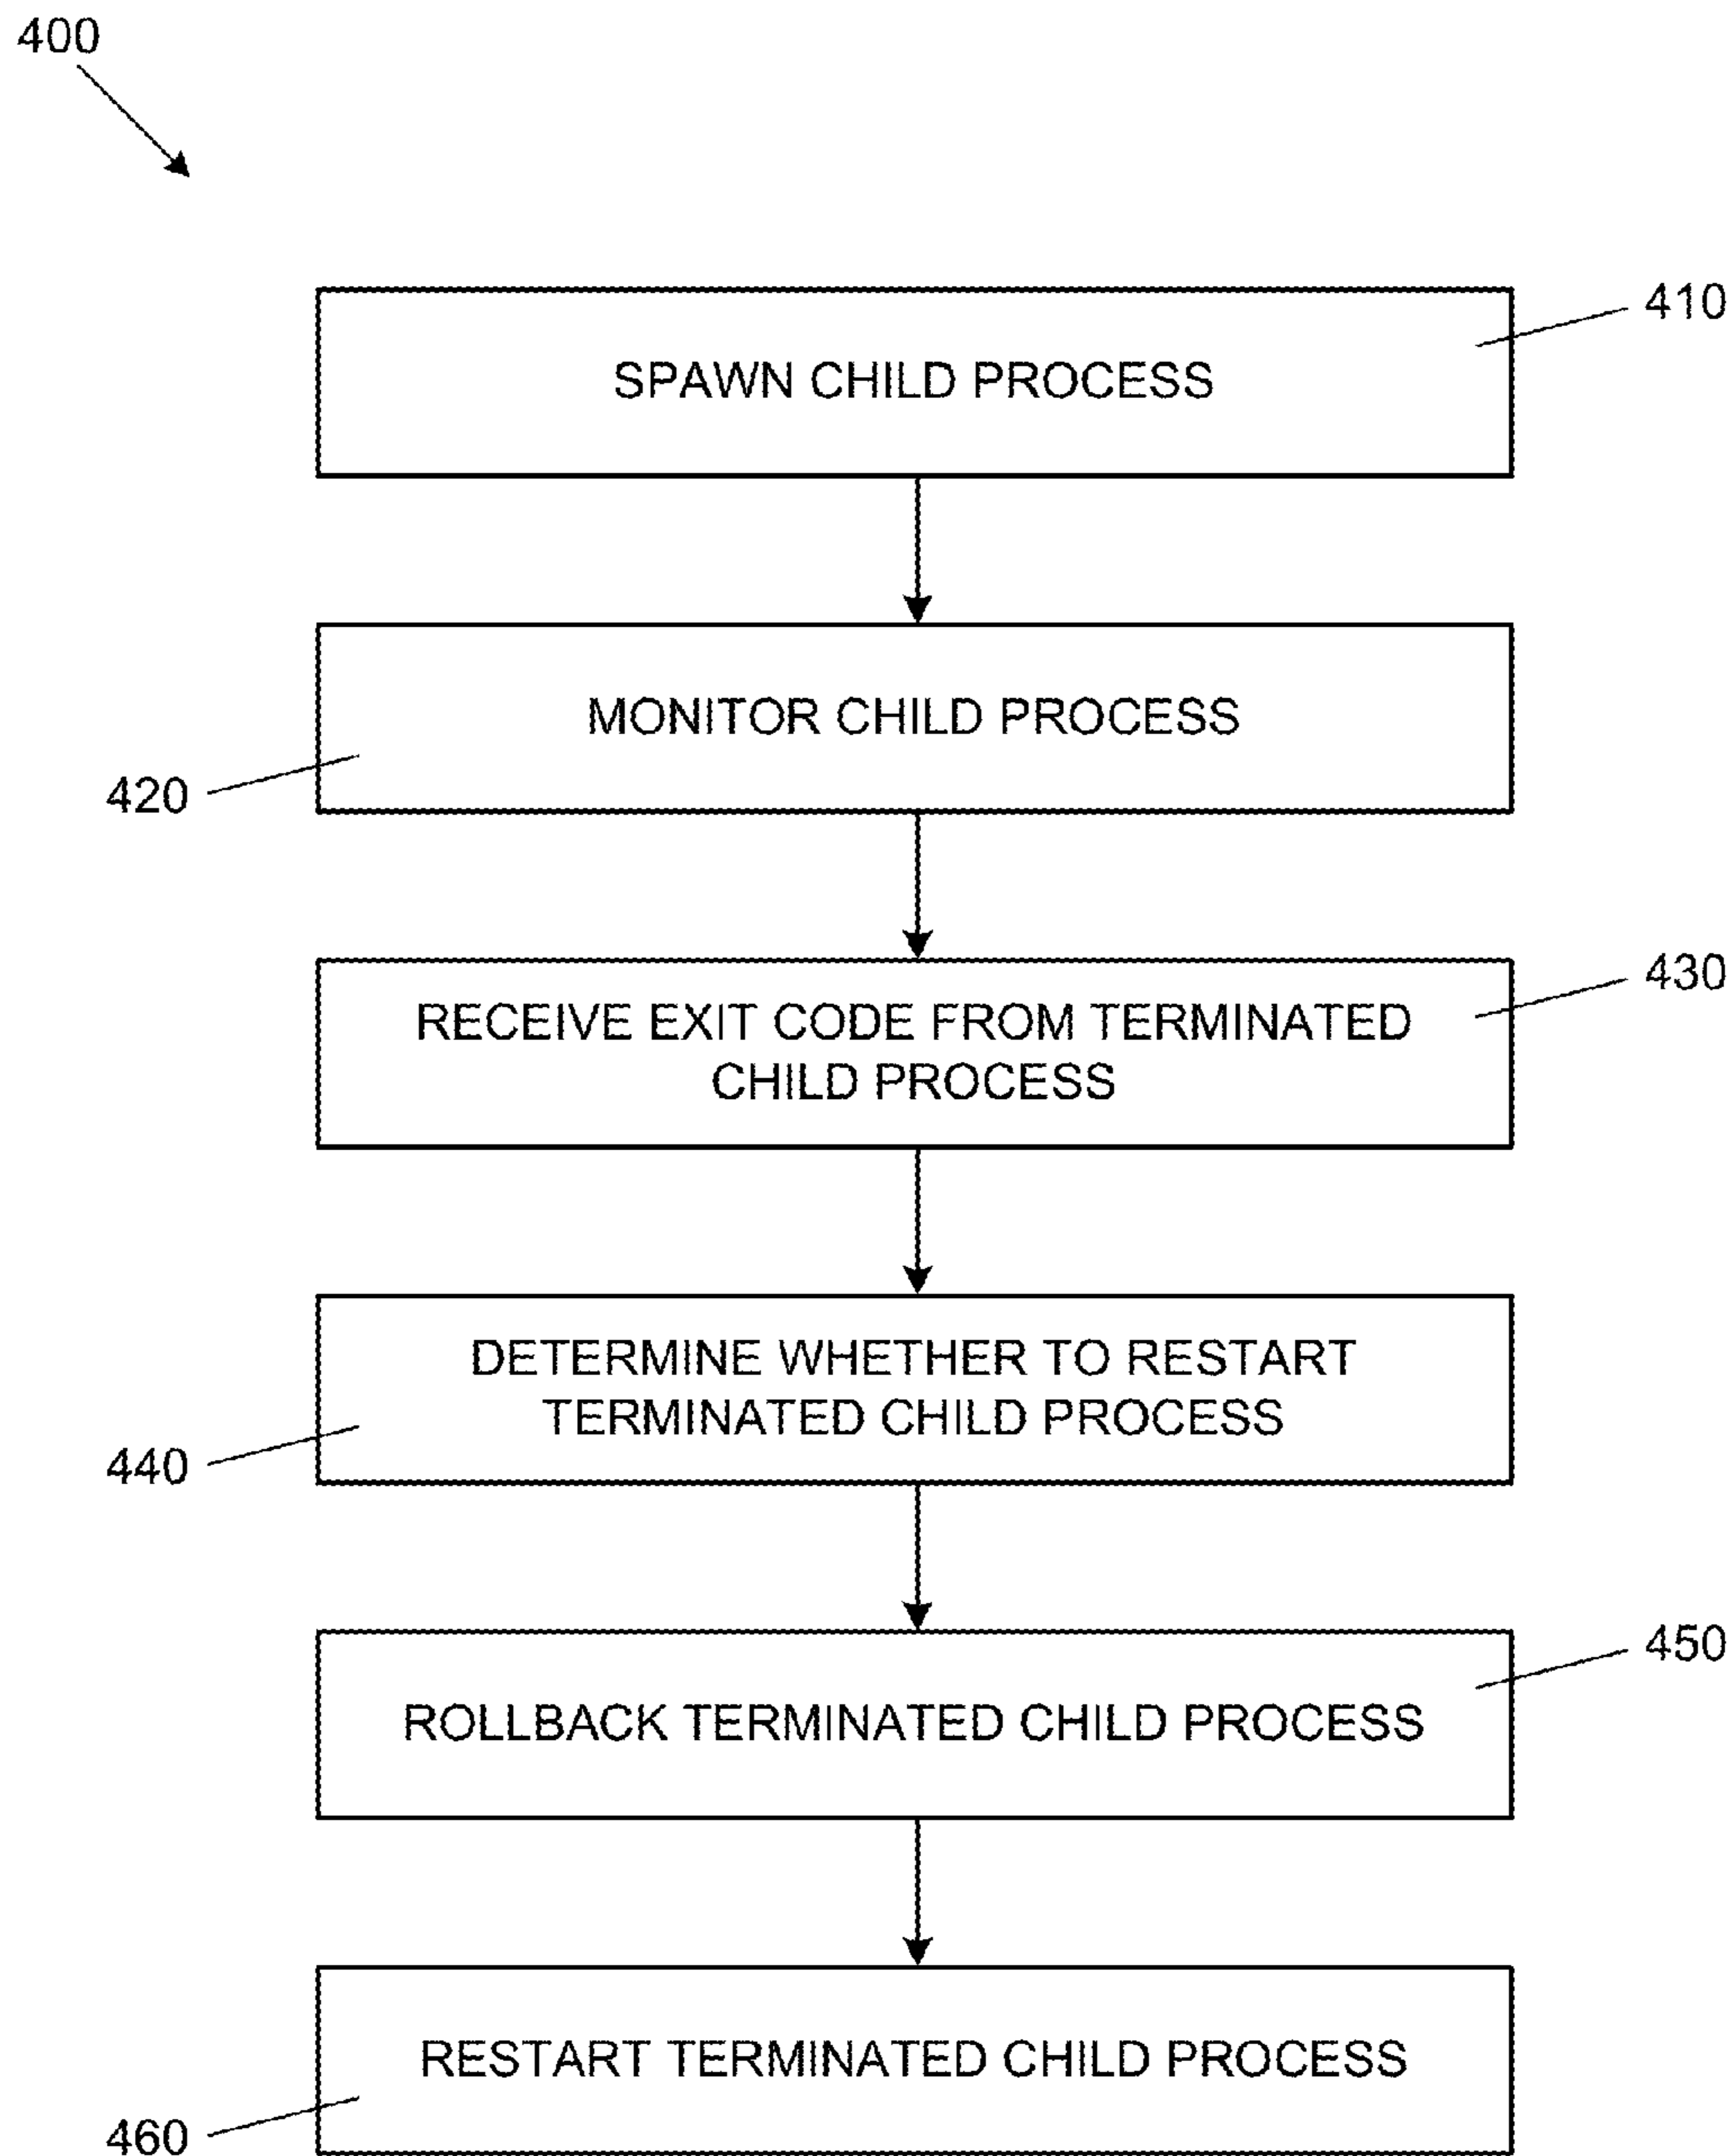 400
410
SPAWN CHILD PROCESS
MONITOR CHILD PROCESS
420
430
RECEIVE EXIT CODE FROM TERMINATED
CHILD PROCESS
DETERMINE WHETHER TO RESTART
TERMINATED CHILD PROCESS
440
450
ROLLBACK TERMINATED CHILD PROCESS
RESTART TERMINATED CHILD PROCESS
460